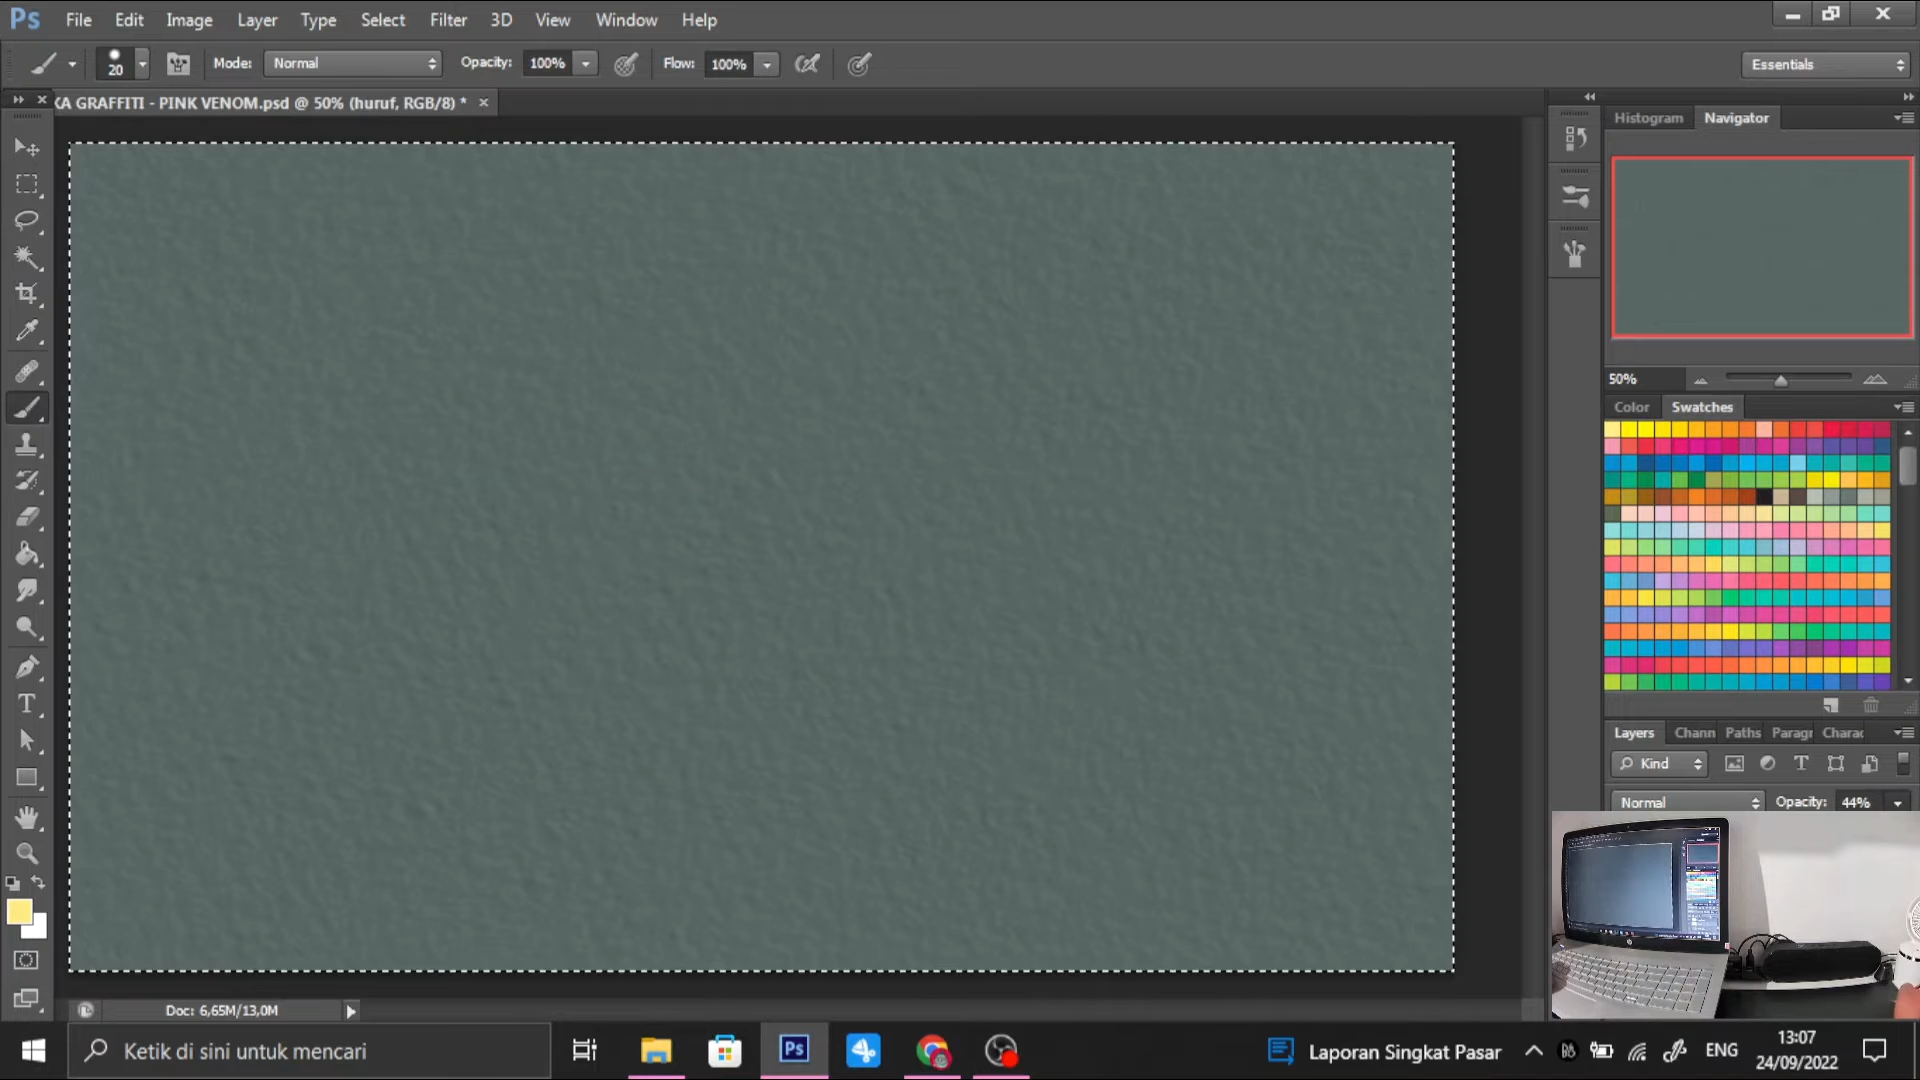 Ps File Edit Image Layer Type Select Filter 3D View Window Help
20 Mode: Normal Opacity: 100% Flow: 100% Essentials
KA GRAFFITI - PINK VENOM.psd @ 50% (huruf, RGB/8) *
Histogram Navigator
50%
Color Swatches
Layers Chann Paths Paragr Charac
Kind
Normal Opacity: 44%
Doc: 6,65M/13,0M
Ketik di sini untuk mencari
Ps
Laporan Singkat Pasar
ENG
13:07
24/09/2022